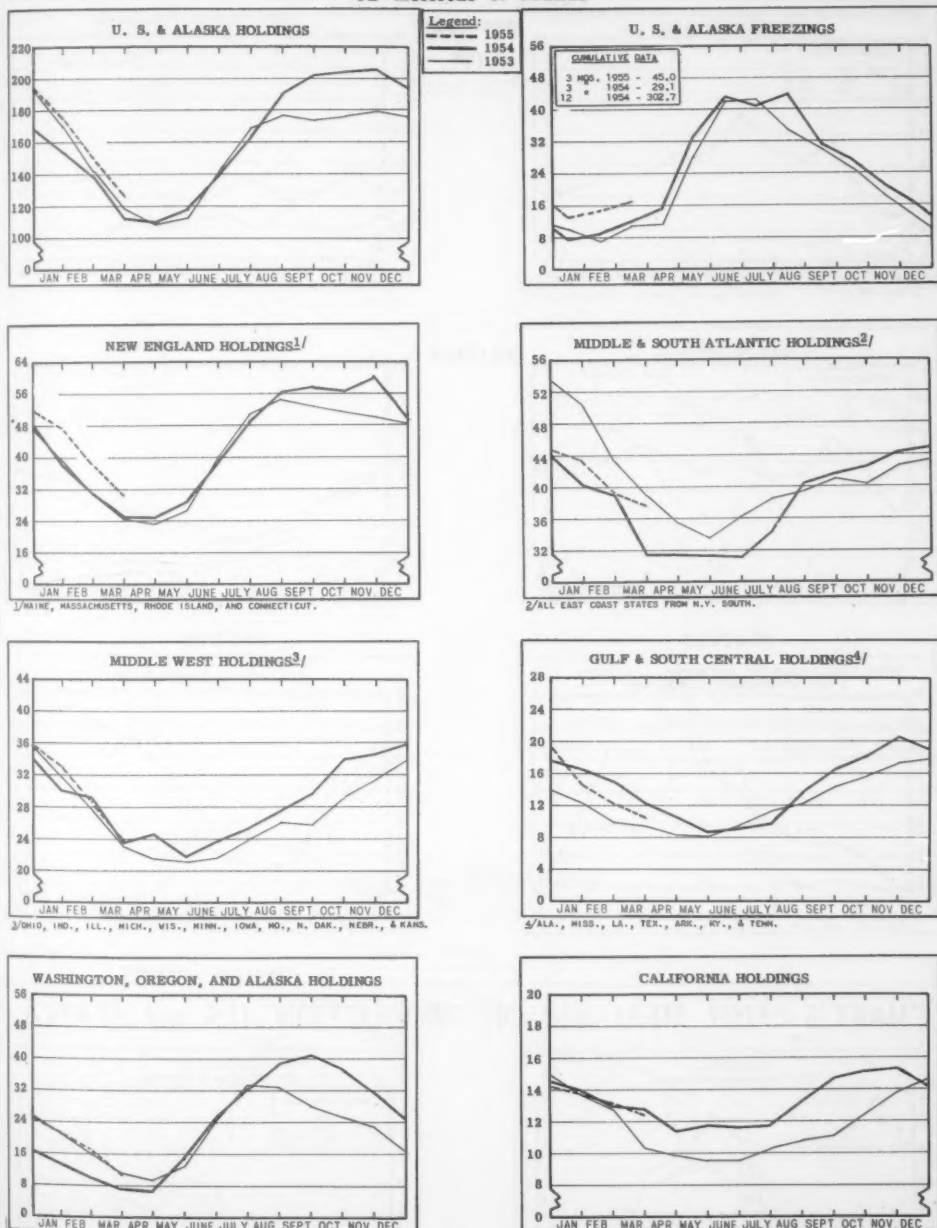 U. S. & ALASKA HOLDINGS
220
200
180
160
140
120
100
0
JAN FEB MAR APR MAY JUNE JULY AUG SEPT OCT NOV DEC
Legend:
1955
1954
1953
U. S. & ALASKA FREEZINGS
56
48
40
32
24
16
8
0
CUMULATIVE DATA
3 MOS. 1955 - 45.0
3 " 1954 - 29.1
12 " 1954 - 302.7
JAN FEB MAR APR MAY JUNE JULY AUG SEPT OCT NOV DEC
NEW ENGLAND HOLDINGS1/
64
56
48
40
32
24
16
0
JAN FEB MAR APR MAY JUNE JULY AUG SEPT OCT NOV DEC
1/MAINE, MASSACHUSETTS, RHODE ISLAND, AND CONNECTICUT.
MIDDLE & SOUTH ATLANTIC HOLDINGS2/
56
52
48
44
40
36
32
0
JAN FEB MAR APR MAY JUNE JULY AUG SEPT OCT NOV DEC
2/ALL EAST COAST STATES FROM N.Y. SOUTH.
MIDDLE WEST HOLDINGS3/
44
40
36
32
28
24
20
0
JAN FEB MAR APR MAY JUNE JULY AUG SEPT OCT NOV DEC
3/OHIO, IND., ILL., MICH., WIS., MINN., IOWA, MO., N. DAK., NEBR., & KANS.
GULF & SOUTH CENTRAL HOLDINGS4/
28
24
20
16
12
8
4
0
JAN FEB MAR APR MAY JUNE JULY AUG SEPT OCT NOV DEC
4/ALA., MISS., LA., TEX., ARK., KY., & TENN.
WASHINGTON, OREGON, AND ALASKA HOLDINGS
56
48
40
32
24
16
8
0
JAN FEB MAR APR MAY JUNE JULY AUG SEPT OCT NOV DEC
CALIFORNIA HOLDINGS
20
18
16
14
12
10
8
0
JAN FEB MAR APR MAY JUNE JULY AUG SEPT OCT NOV DEC